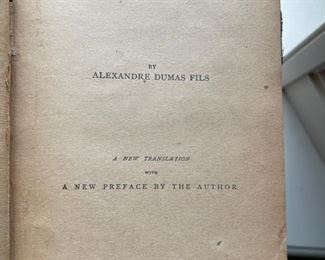 BY
ALEXANDRE DUMAS FILS
A NEW TRANSLATION
WITH
A NEW PREFACE BY THE AUTHOR